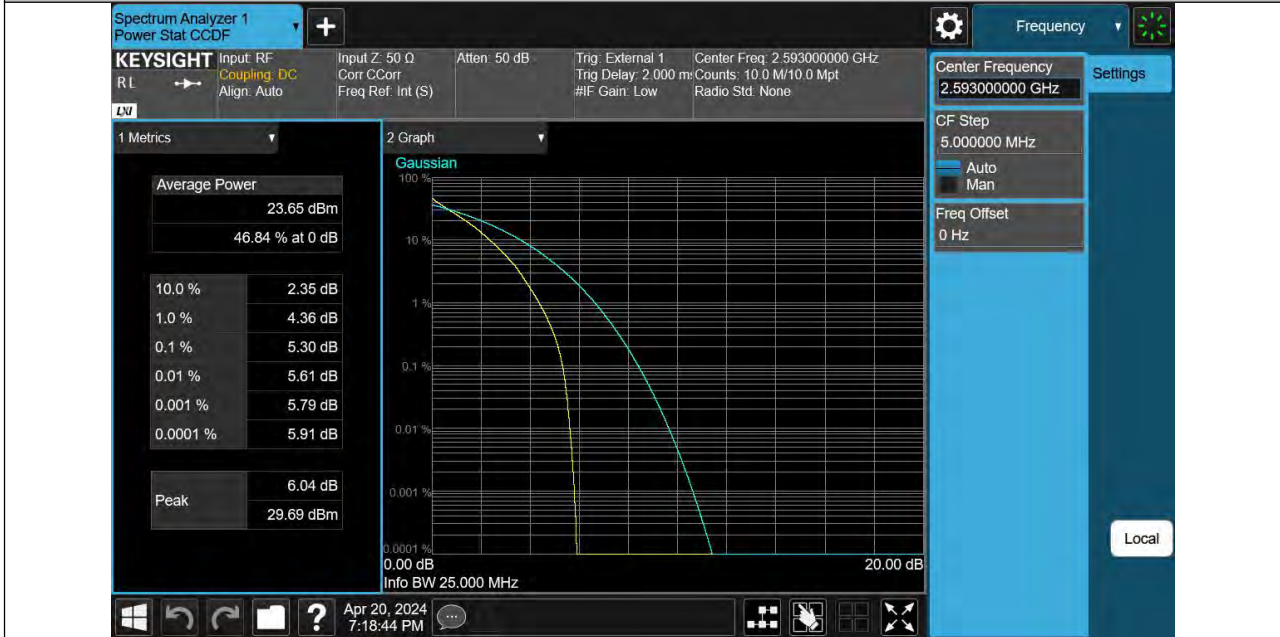 Spectrum Analyzer 1
Power Stat CCDF
Frequency
KEYSIGHT
RL
LXI
Input: RF
Coupling: DC
Align: Auto
Input Z: 50 Ω
Corr CCorr
Freq Ref: Int (S)
Atten: 50 dB
Trig: External 1
Trig Delay: 2.000 ms
#IF Gain: Low
Center Freq: 2.593000000 GHz
Counts: 10.0 M/10.0 Mpt
Radio Std: None
Center Frequency
2.593000000 GHz
Settings
CF Step
5.000000 MHz
Auto
Man
Freq Offset
0 Hz
Local
1 Metrics
Average Power
23.65 dBm
46.84 % at 0 dB
10.0 % 2.35 dB
1.0 % 4.36 dB
0.1 % 5.30 dB
0.01 % 5.61 dB
0.001 % 5.79 dB
0.0001 % 5.91 dB
Peak
6.04 dB
29.69 dBm
2 Graph
Gaussian
100 %
10 %
1 %
0.1 %
0.01 %
0.001 %
0.0001 %
0.00 dB 20.00 dB
Info BW 25.000 MHz
?
Apr 20, 2024
7:18:44 PM